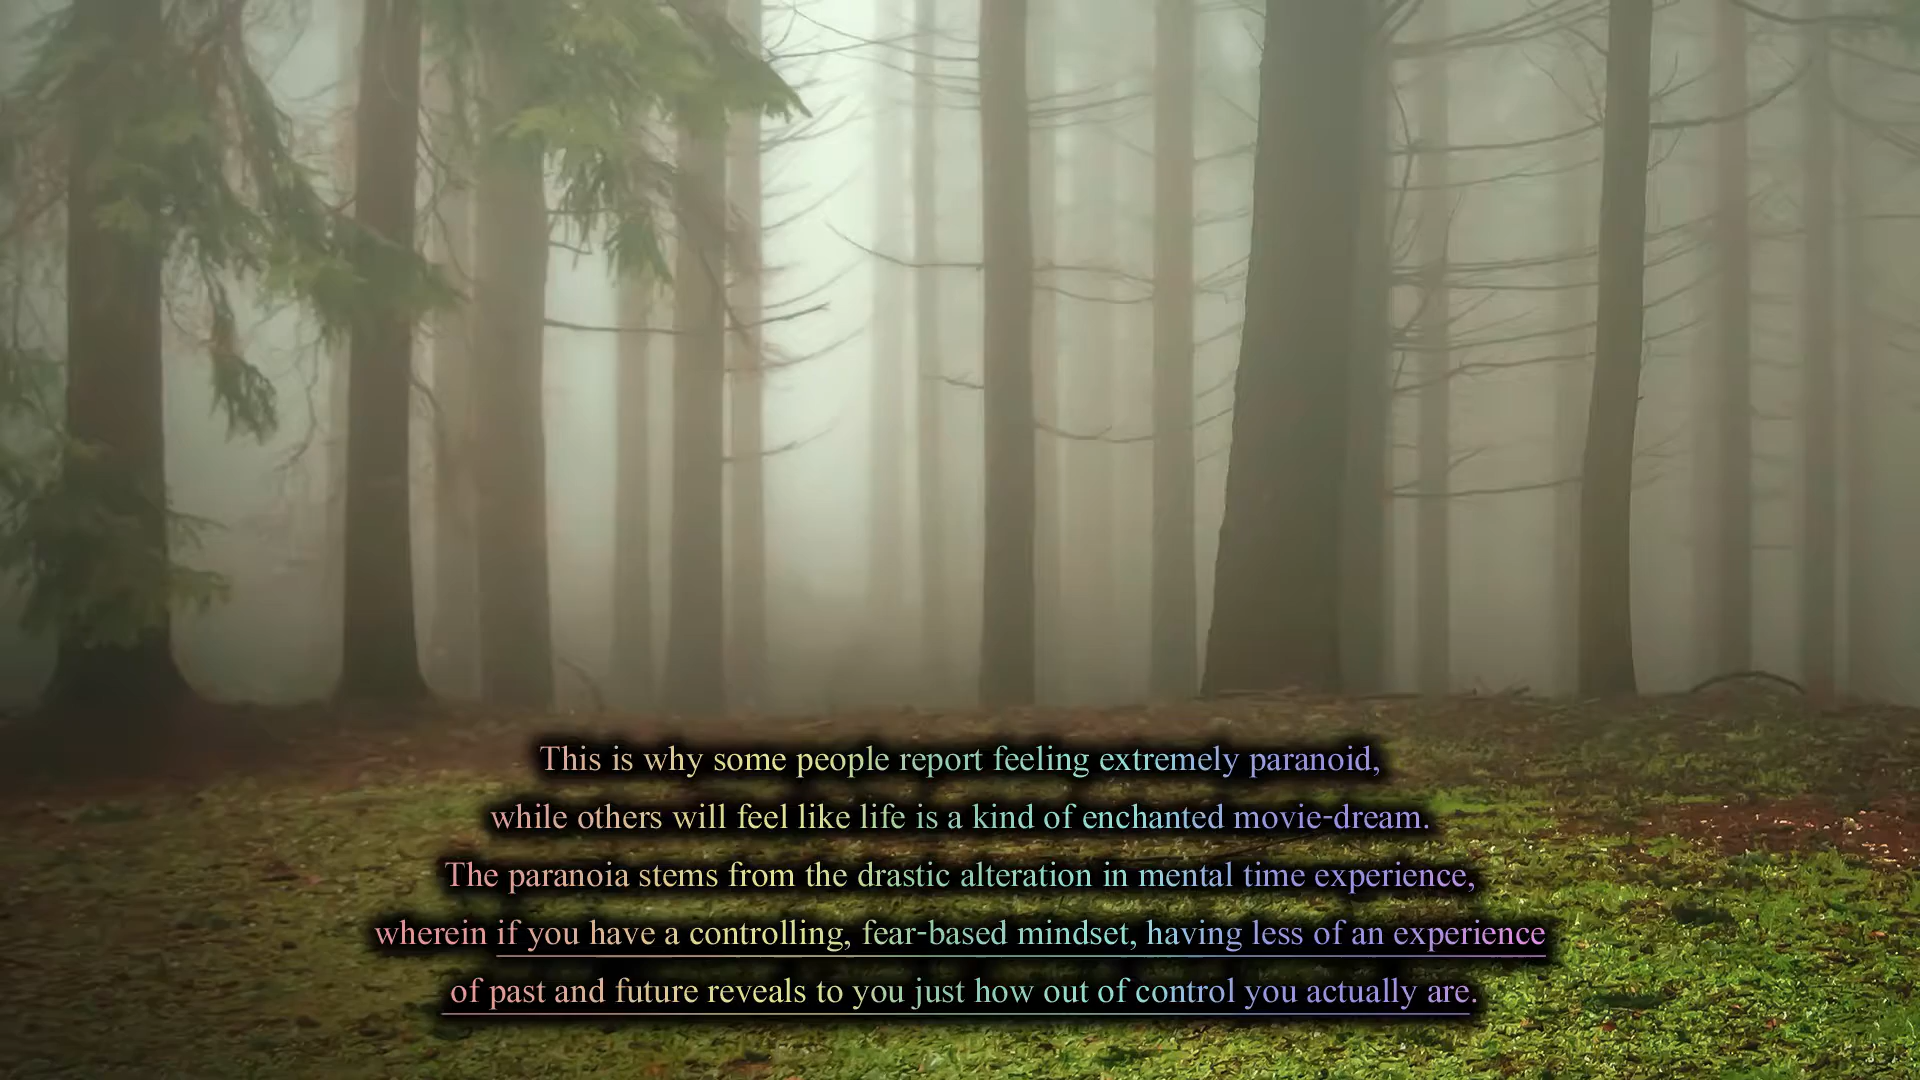 This is why some people report feeling extremely paranoid,
while others will feel like life is a kind of enchanted movie-dream.
The paranoia stems from the drastic alteration in mental time experience,
wherein if you have a controlling, fear-based mindset, having less of an experience
of past and future reveals to you just how out of control you actually are.